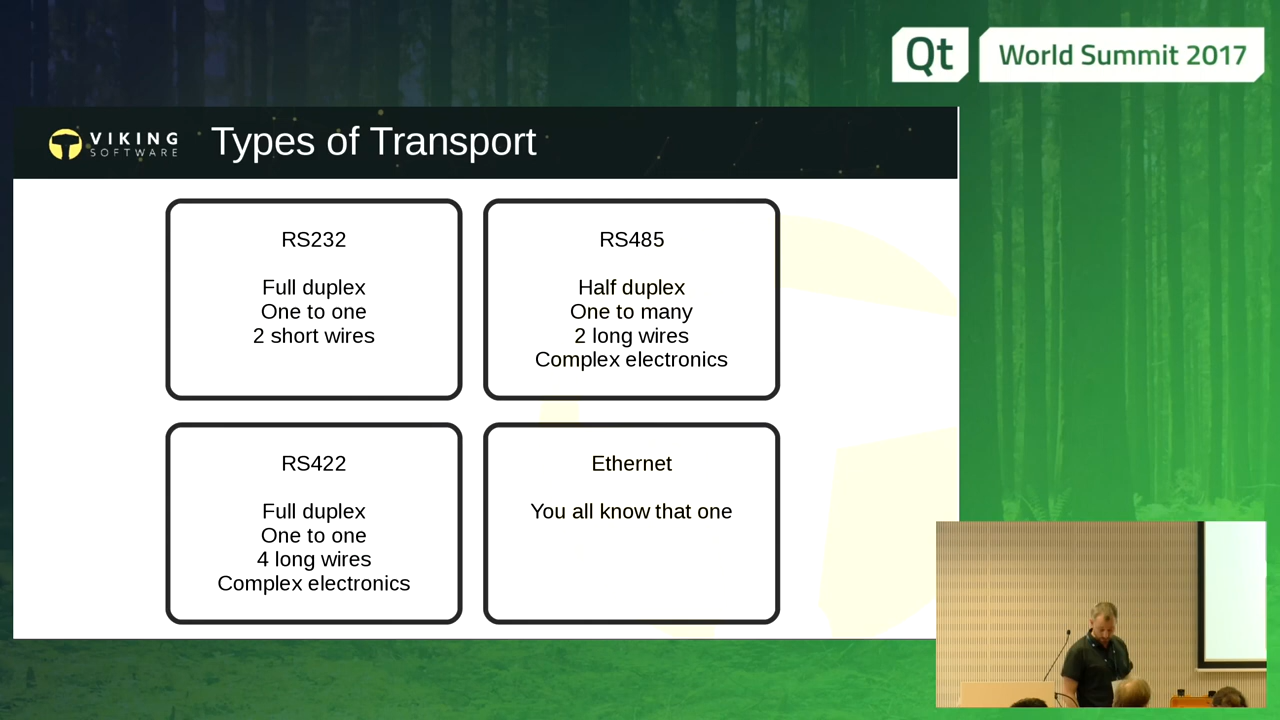 Qt
World Summit 2017
VIKING
SOFTWARE
Types of Transport
RS232
Full duplex
One to one
2 short wires
RS485
Half duplex
One to many
2 long wires
Complex electronics
RS422
Full duplex
One to one
4 long wires
Complex electronics
Ethernet
You all know that one